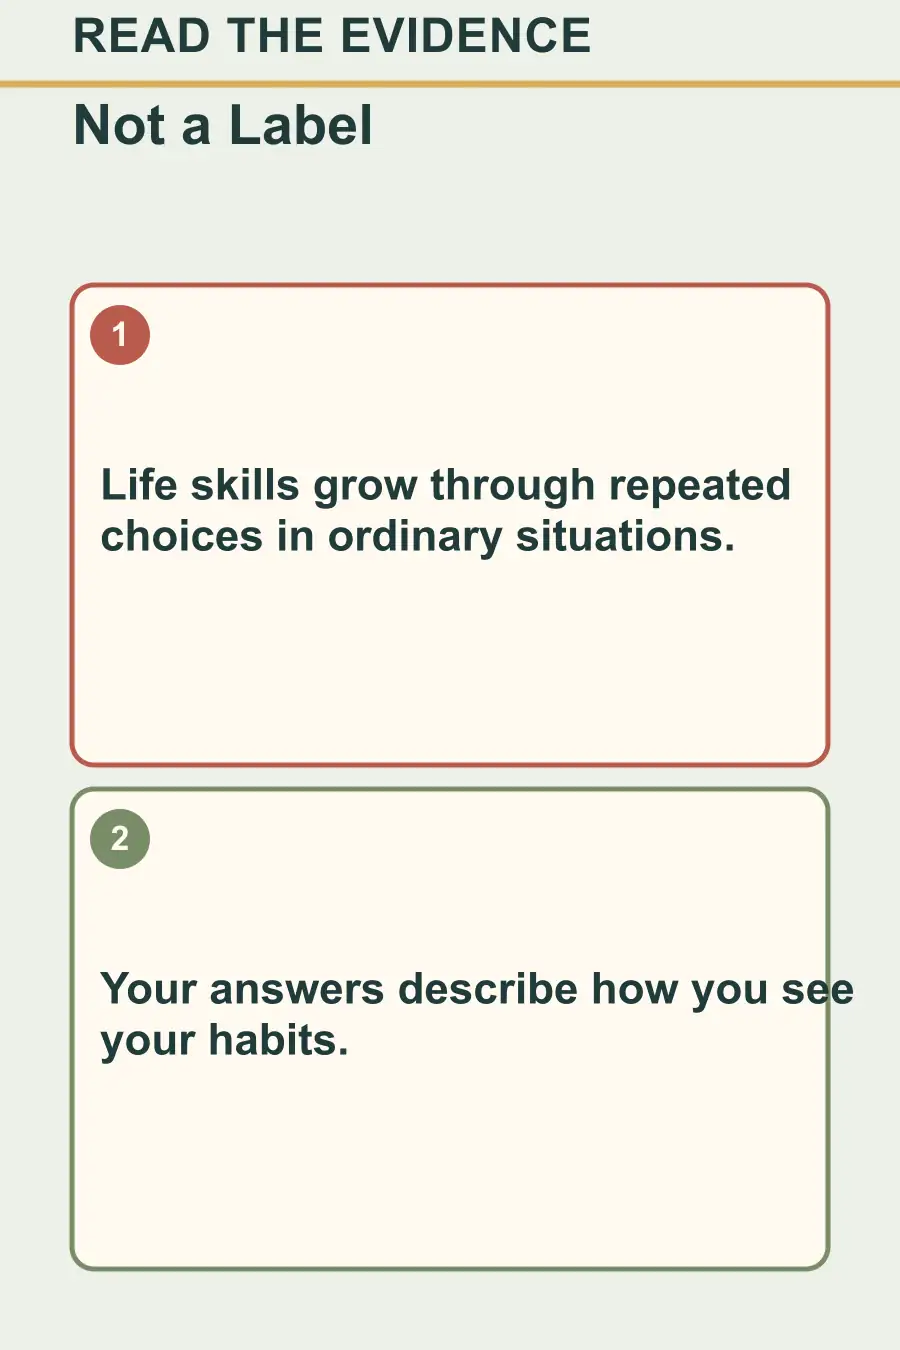 READ THE EVIDENCE
Not a Label
1
Life skills grow through repeated
choices in ordinary situations.
2
Your answers describe how you see
your habits.